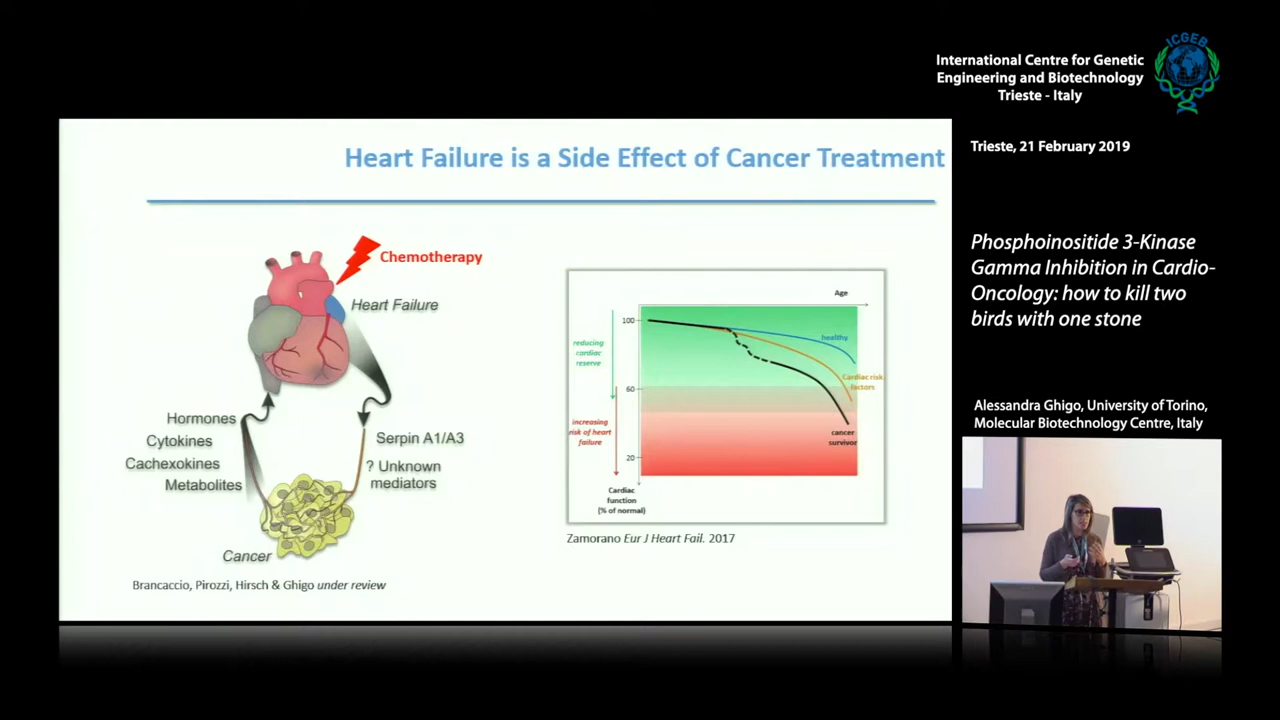 International Centre for Genetic
Engineering and Biotechnology
Trieste - Italy
ICGEB
Trieste, 21 February 2019
Phosphoinositide 3-Kinase
Gamma Inhibition in Cardio-
Oncology: how to kill two
birds with one stone
Alessandra Ghigo, University of Torino,
Molecular Biotechnology Centre, Italy
Heart Failure is a Side Effect of Cancer Treatment
Chemotherapy
Heart Failure
Hormones
Cytokines
Cachexokines
Metabolites
Serpin A1/A3
? Unknown
mediators
Cancer
Brancaccio, Pirozzi, Hirsch & Ghigo under review
Age
100
60
20
reducing
cardiac
reserve
increasing
risk of heart
failure
healthy
Cardiac risk
factors
cancer
survivor
Cardiac
function
(% of normal)
Zamorano Eur J Heart Fail. 2017